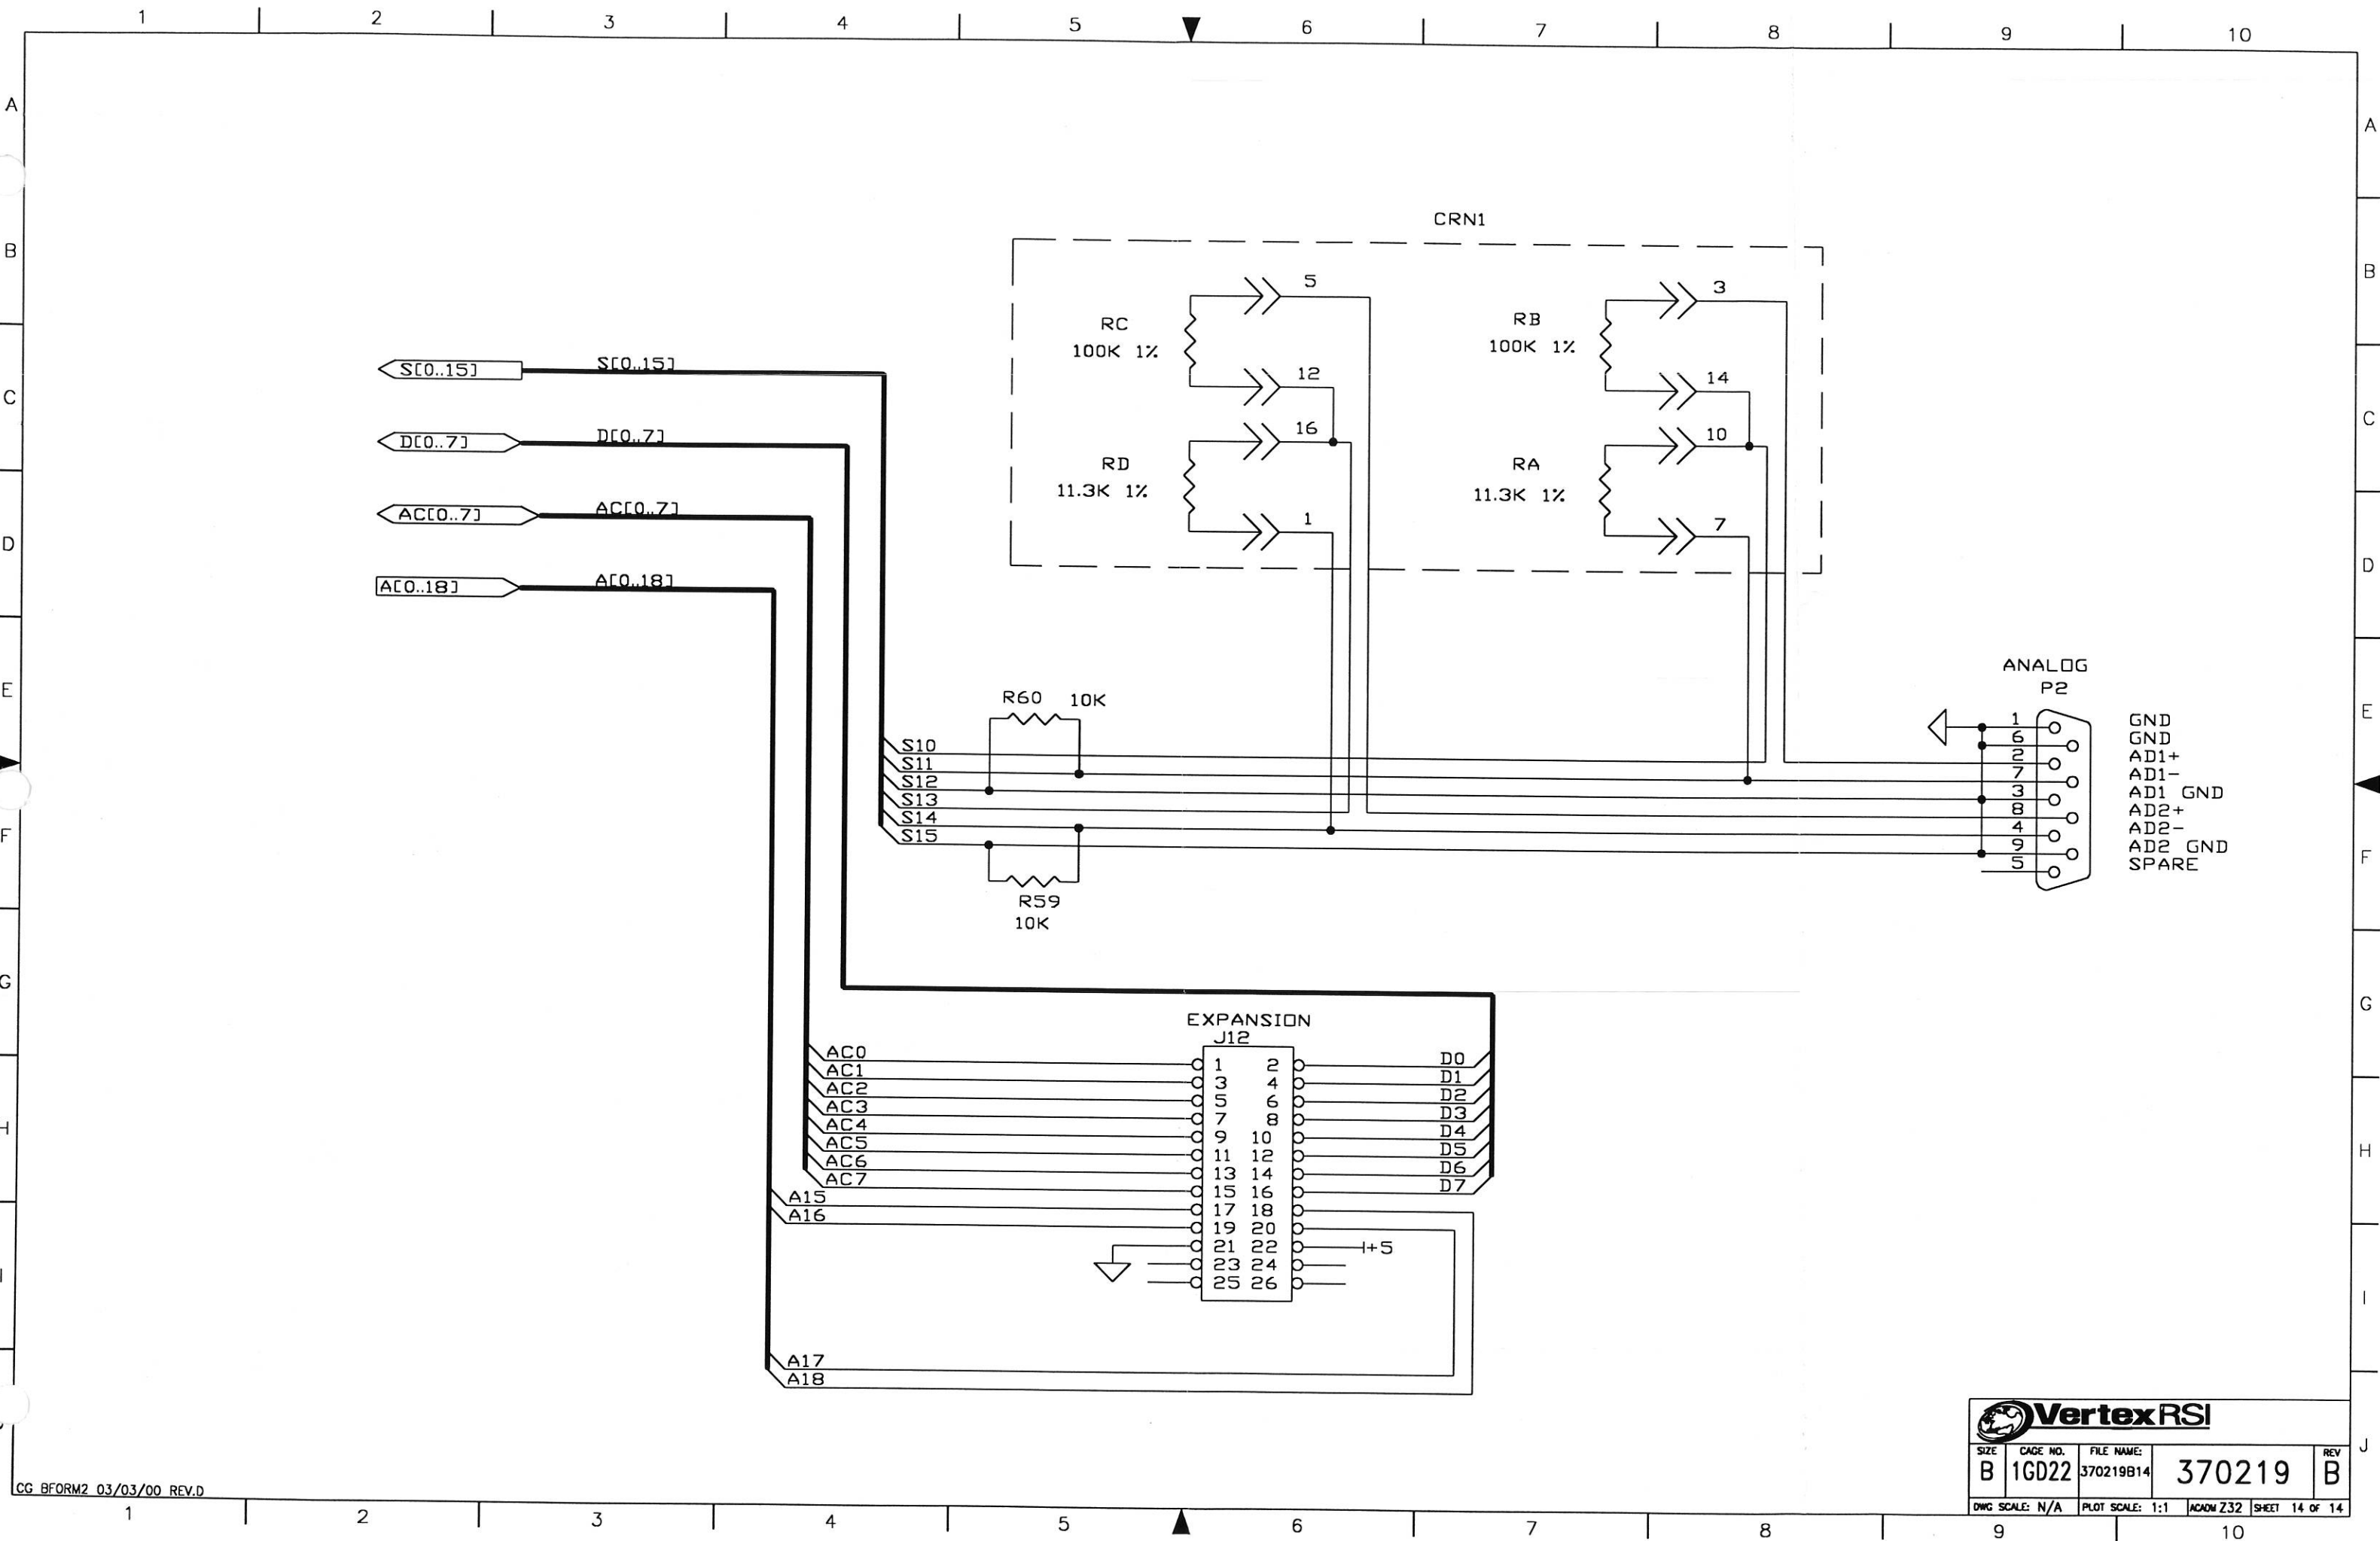 1 2 3 4 5 6 7 8 9 10
A A
B B
C C
D D
E E
F F
G G
H H
I I
J
CRN1
RC
100K 1%
5
12
RD
11.3K 1%
16
1
RB
100K 1%
3
14
RA
11.3K 1%
10
7
S[0..15] S[0..15]
D[0..7] D[0..7]
AC[0..7] AC[0..7]
A[0..18] A[0..18]
R60 10K
S10
S11
S12
S13
S14
S15
R59
10K
ANALOG
P2
1 GND
6 GND
2 AD1+
7 AD1-
3 AD1 GND
8 AD2+
4 AD2-
9 AD2 GND
5 SPARE
EXPANSION
J12
AC0 1 2 D0
AC1 3 4 D1
AC2 5 6 D2
AC3 7 8 D3
AC4 9 10 D4
AC5 11 12 D5
AC6 13 14 D6
AC7 15 16 D7
A15 17 18
A16 19 20
21 22 +5
23 24
25 26
A17
A18
VertexRSI
SIZE CAGE NO. FILE NAME: REV
B 1GD22 370219B14 370219 B
DWG SCALE: N/A PLOT SCALE: 1:1 ACADM Z32 SHEET 14 OF 14
CG BFORM2 03/03/00 REV.D
1 2 3 4 5 6 7 8 9 10